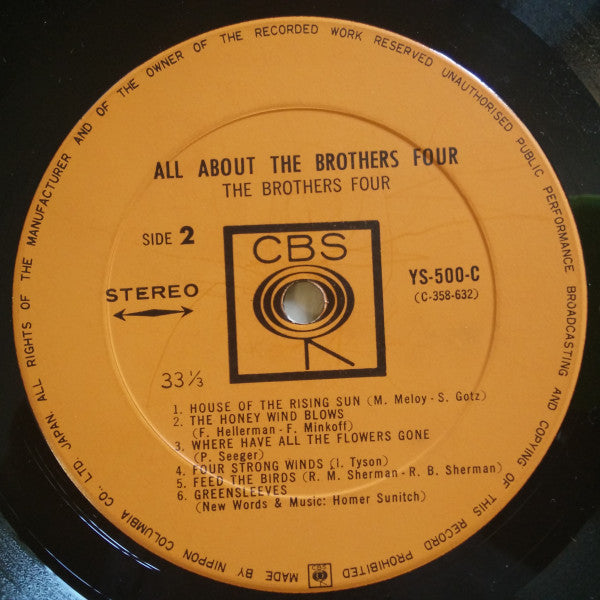 ALL RIGHTS OF THE MANUFACTURER AND OF THE OWNER OF THE RECORDED WORK RESERVED UNAUTHORISED PUBLIC PERFORMANCE BROADCASTING AND COPYING OF THIS RECORD PROHIBITED
MADE BY NIPPON COLUMBIA CO., LTD. JAPAN
ALL ABOUT THE BROTHERS FOUR
THE BROTHERS FOUR
SIDE 2
CBS
YS-500-C
(C-358-632)
STEREO
33 1/3
1. HOUSE OF THE RISING SUN (M. Meloy - S. Gotz)
2. THE HONEY WIND BLOWS
(F. Hellerman - F. Minkoff)
3. WHERE HAVE ALL THE FLOWERS GONE
(P. Seeger)
4. FOUR STRONG WINDS (I. Tyson)
5. FEED THE BIRDS (R. M. Sherman - R. B. Sherman)
6. GREENSLEEVES
(New Words & Music: Homer Sunitch)
CBS